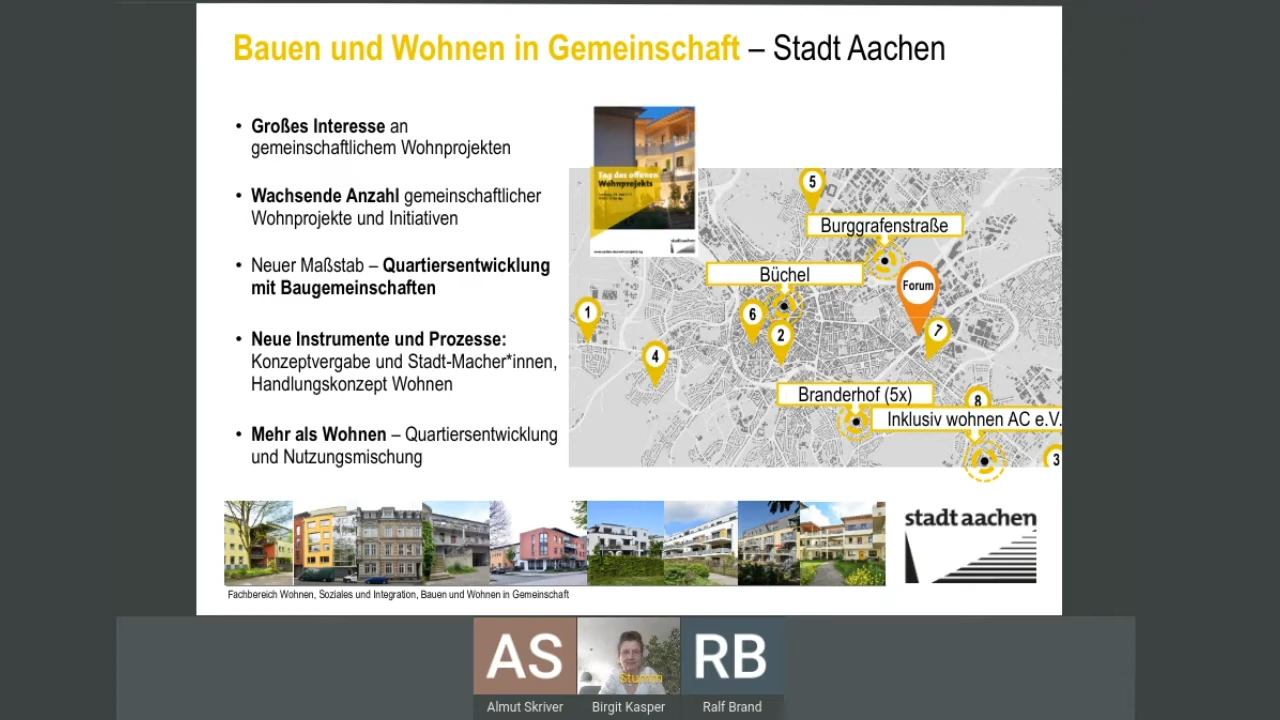 Bauen und Wohnen in Gemeinschaft – Stadt Aachen
• Großes Interesse an
gemeinschaftlichem Wohnprojekten
• Wachsende Anzahl gemeinschaftlicher
Wohnprojekte und Initiativen
• Neuer Maßstab – Quartiersentwicklung
mit Baugemeinschaften
• Neue Instrumente und Prozesse:
Konzeptvergabe und Stadt-Macher*innen,
Handlungskonzept Wohnen
• Mehr als Wohnen – Quartiersentwicklung
und Nutzungsmischung
Tag des offenen
Wohnprojekts
stadt aachen
5
Burggrafenstraße
Büchel
Forum
1
6
2
7
4
Branderhof (5x)
8
Inklusiv wohnen AC e.V.
3
stadt aachen
Fachbereich Wohnen, Soziales und Integration, Bauen und Wohnen in Gemeinschaft
AS
RB
Almut Skriver
Birgit Kasper
Ralf Brand